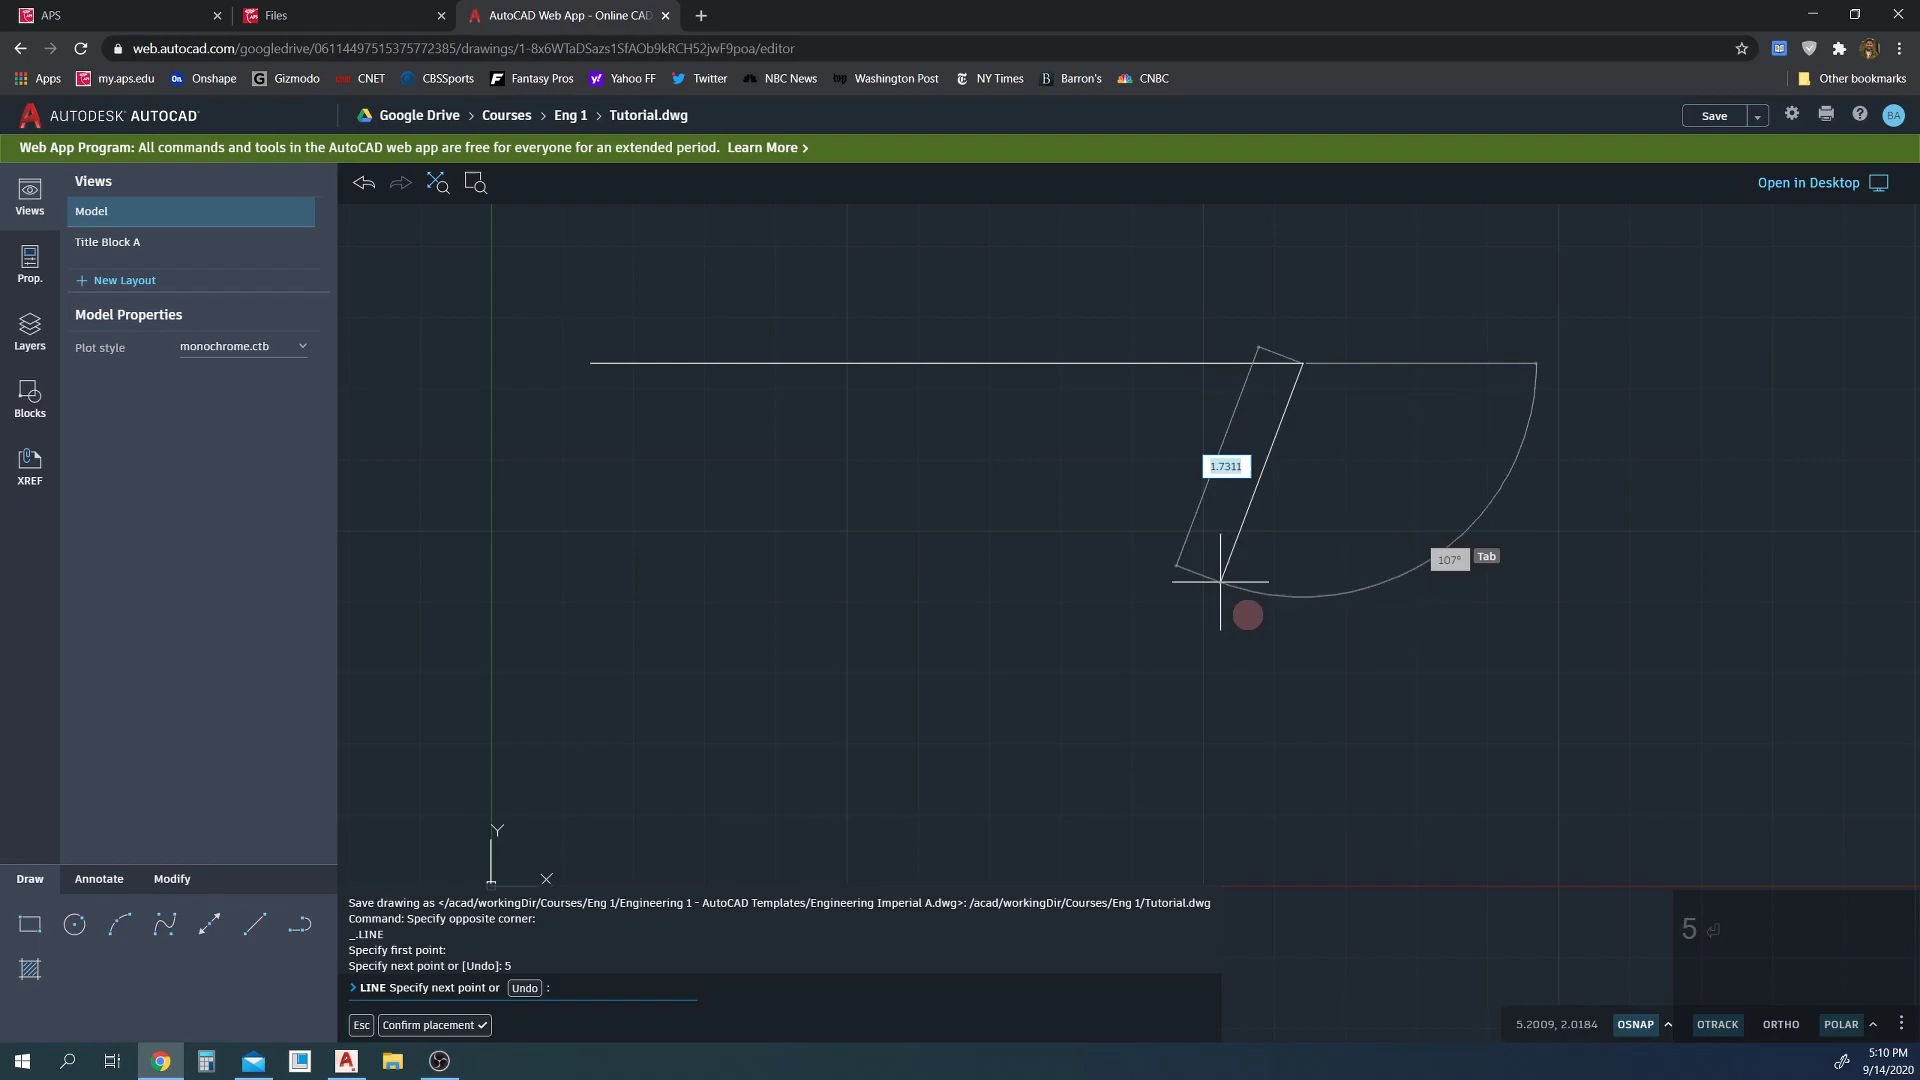 APS
Files
AutoCAD Web App - Online CAD
web.autocad.com/googledrive/06114497515375772385/drawings/1-8x6WTaDSazs1SfAOb9kRCH52jwF9poa/editor
Apps my.aps.edu Onshape Gizmodo CNET CBSSports Fantasy Pros Yahoo FF Twitter NBC News Washington Post NY Times Barron's CNBC Other bookmarks
AUTODESK® AUTOCAD®
Google Drive > Courses > Eng 1 > Tutorial.dwg
Save
BA
Web App Program: All commands and tools in the AutoCAD web app are free for everyone for an extended period. Learn More >
Views
Prop.
Layers
Blocks
XREF
Views
Model
Title Block A
+ New Layout
Model Properties
Plot style monochrome.ctb
Open in Desktop
1.7311
107° Tab
Y
X
Draw Annotate Modify
Save drawing as </acad/workingDir/Courses/Eng 1/Engineering 1 - AutoCAD Templates/Engineering Imperial A.dwg>: /acad/workingDir/Courses/Eng 1/Tutorial.dwg
Command: Specify opposite corner:
_.LINE
Specify first point:
Specify next point or [Undo]: 5
> LINE Specify next point or Undo :
Esc Confirm placement ✓
5 ⏎
5.2009, 2.0184 OSNAP OTRACK ORTHO POLAR
5:10 PM
9/14/2020